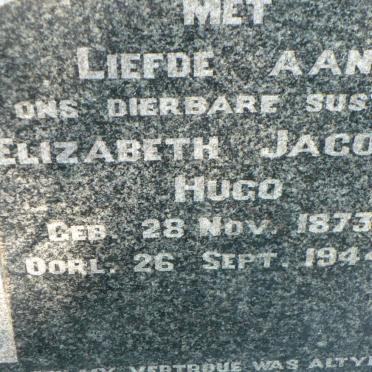 MET
LIEFDE AAN
ONS DIERBARE SUS
ELIZABETH JACO
HUGO
GEB. 28 NOV. 1873
OORL. 26 SEPT. 194
VERTROUE WAS ALTY